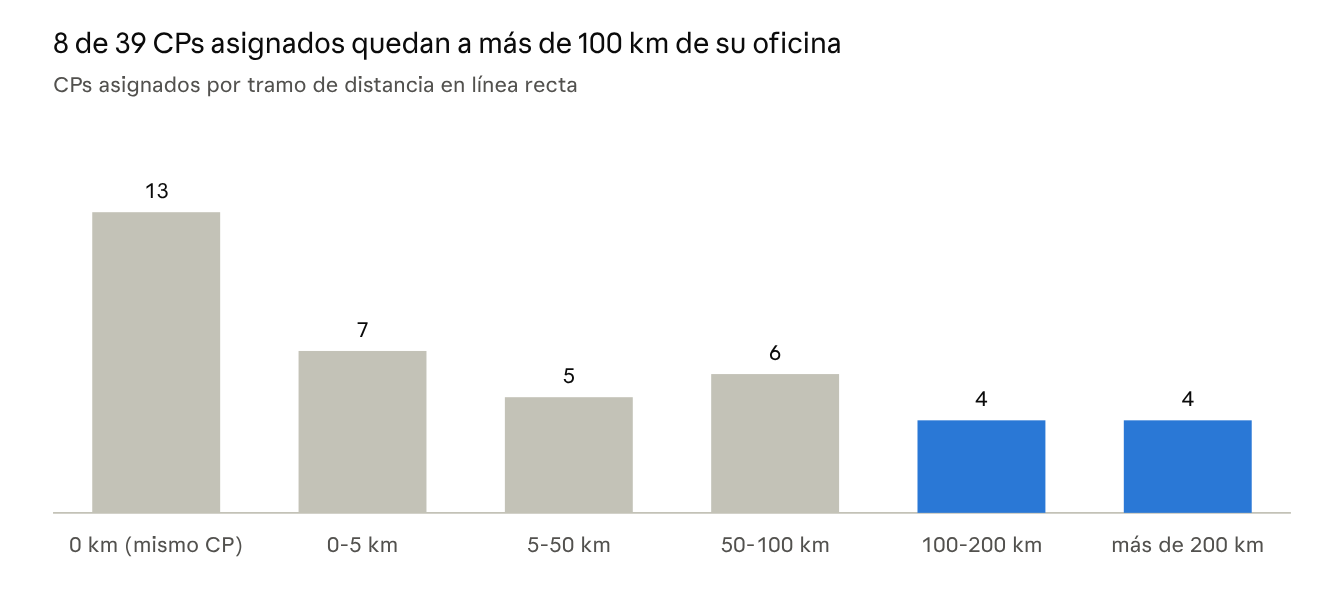 8 de 39 CPs asignados quedan a más de 100 km de su oficina
CPs asignados por tramo de distancia en línea recta
13
7
5
6
4
4
0 km (mismo CP)
0-5 km
5-50 km
50-100 km
100-200 km
más de 200 km